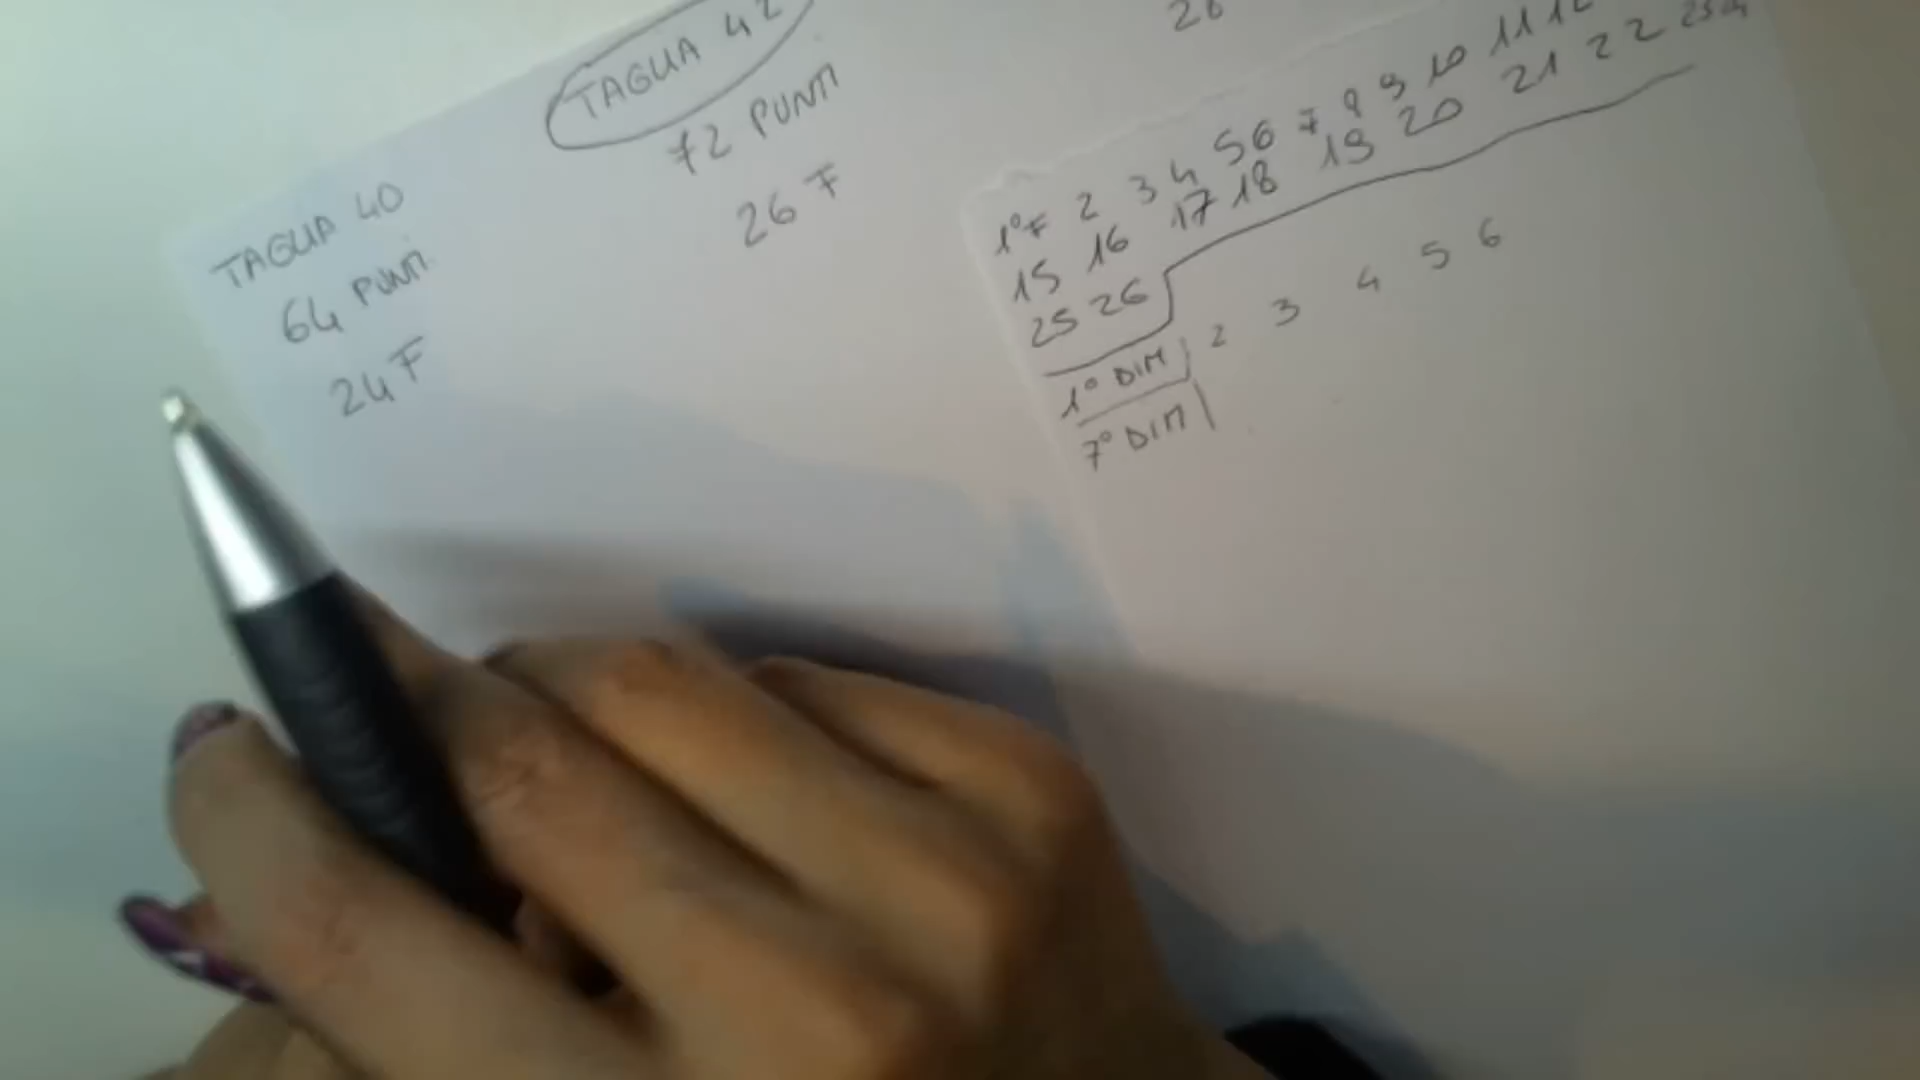 TAGLIA 40
64 PUNTI
24 F
TAGLIA 42
72 PUNTI
26 F
1° F 2 3 4 5 6 7 8 9 10 11 12
15 16 17 18 19 20 21 22 23
25 26
1° DIM 2 3 4 5 6
7° DIM